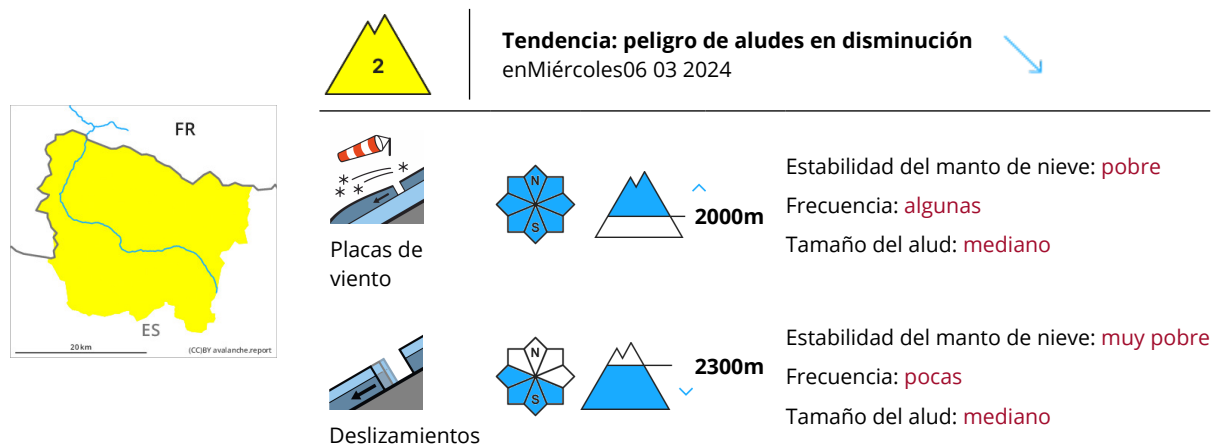 2
Tendencia: peligro de aludes en disminución
enMiércoles06 03 2024
FR
ES
20 km
(CC)BY avalanche.report
N
S
2000m
Placas de
viento
Estabilidad del manto de nieve: pobre
Frecuencia: algunas
Tamaño del alud: mediano
N
S
2300m
Deslizamientos
Estabilidad del manto de nieve: muy pobre
Frecuencia: pocas
Tamaño del alud: mediano